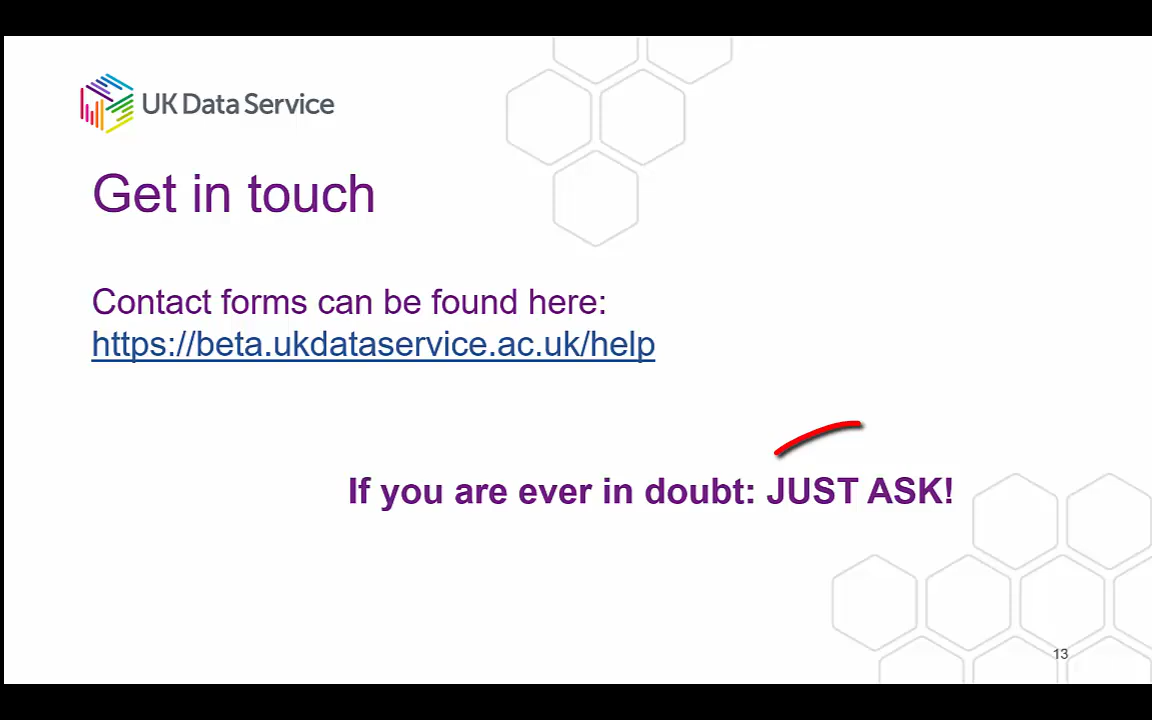 UK Data Service
Get in touch
Contact forms can be found here:
https://beta.ukdataservice.ac.uk/help
If you are ever in doubt: JUST ASK!
13